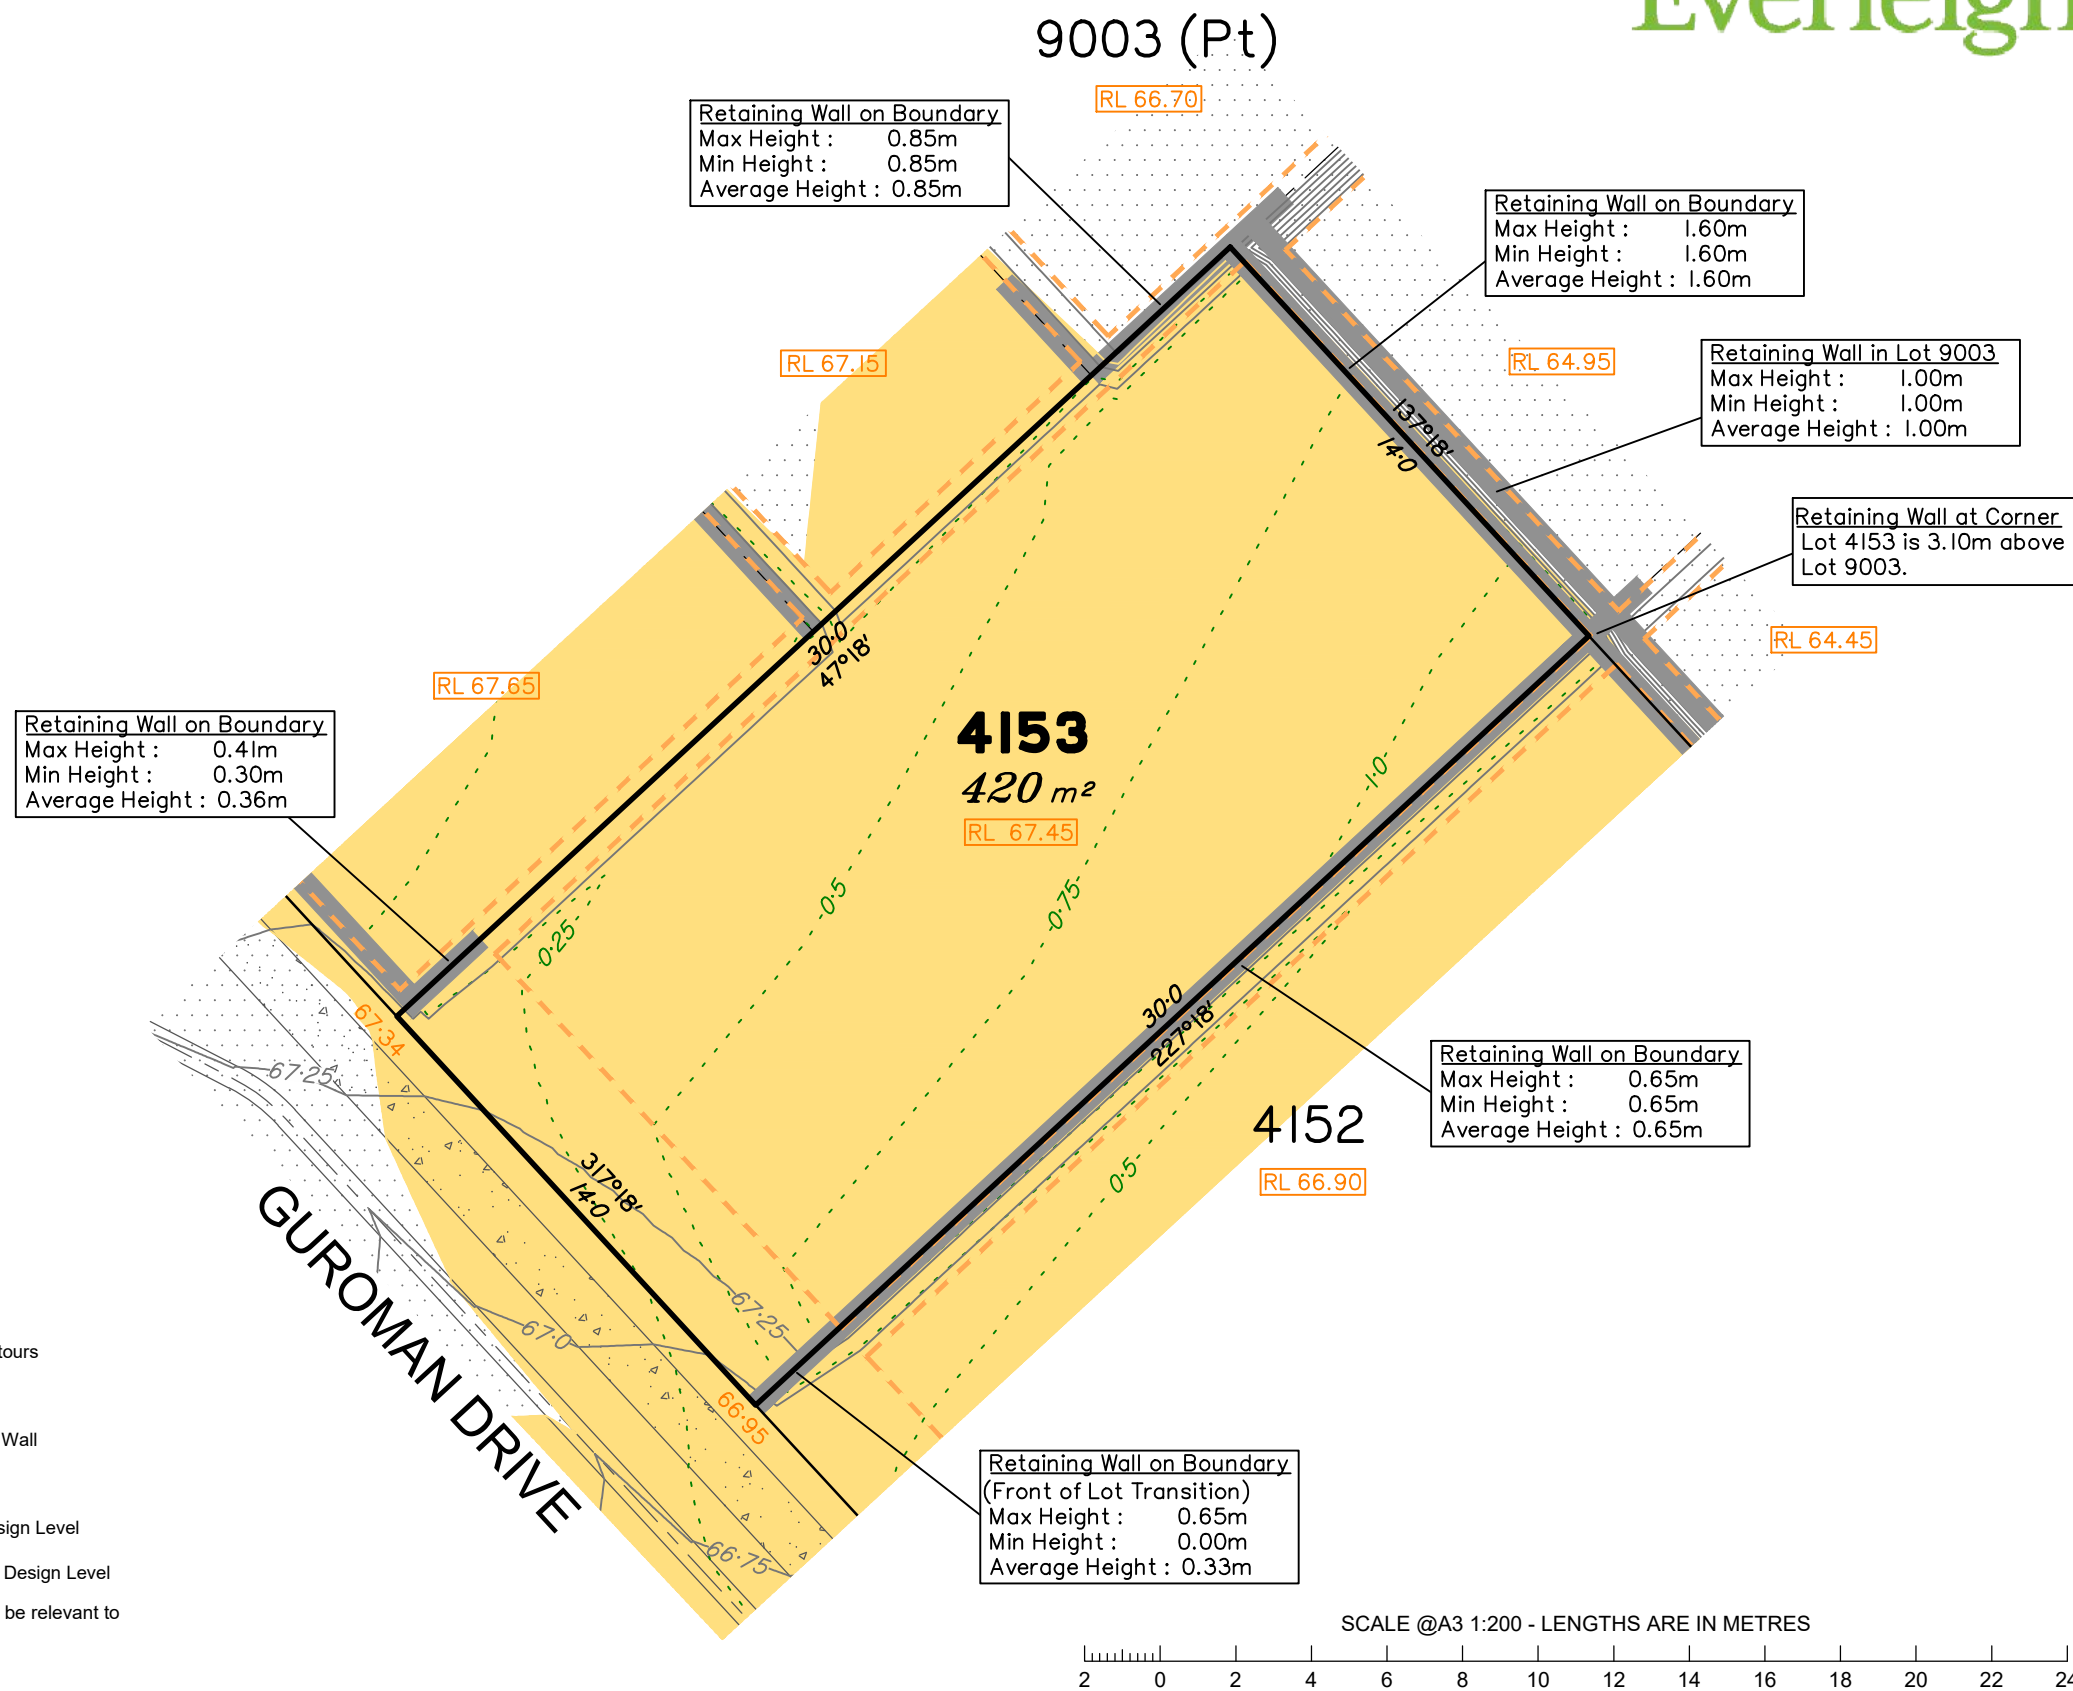 Everleigh
9003 (Pt)
RL 66.70
Retaining Wall on Boundary
Max Height : 0.85m
Min Height : 0.85m
Average Height : 0.85m
Retaining Wall on Boundary
Max Height : 1.60m
Min Height : 1.60m
Average Height : 1.60m
RL 67.15
RL 64.95
Retaining Wall in Lot 9003
Max Height : 1.00m
Min Height : 1.00m
Average Height : 1.00m
137°18'
14·0
Retaining Wall at Corner
Lot 4153 is 3.10m above
Lot 9003.
RL 64.45
30·0
47°18'
RL 67.65
Retaining Wall on Boundary
Max Height : 0.41m
Min Height : 0.30m
Average Height : 0.36m
4153
420 m²
RL 67.45
1·0
0·5
0·75
0·25
67·34
67·25
30·0
227°18'
Retaining Wall on Boundary
Max Height : 0.65m
Min Height : 0.65m
Average Height : 0.65m
4152
RL 66.90
0·5
317°18'
14·0
67·25
67·0
66·95
GUROMAN DRIVE
Retaining Wall on Boundary
(Front of Lot Transition)
Max Height : 0.65m
Min Height : 0.00m
Average Height : 0.33m
66·75
tours
Wall
sign Level
Design Level
be relevant to
SCALE @A3 1:200 - LENGTHS ARE IN METRES
2 0 2 4 6 8 10 12 14 16 18 20 22 24